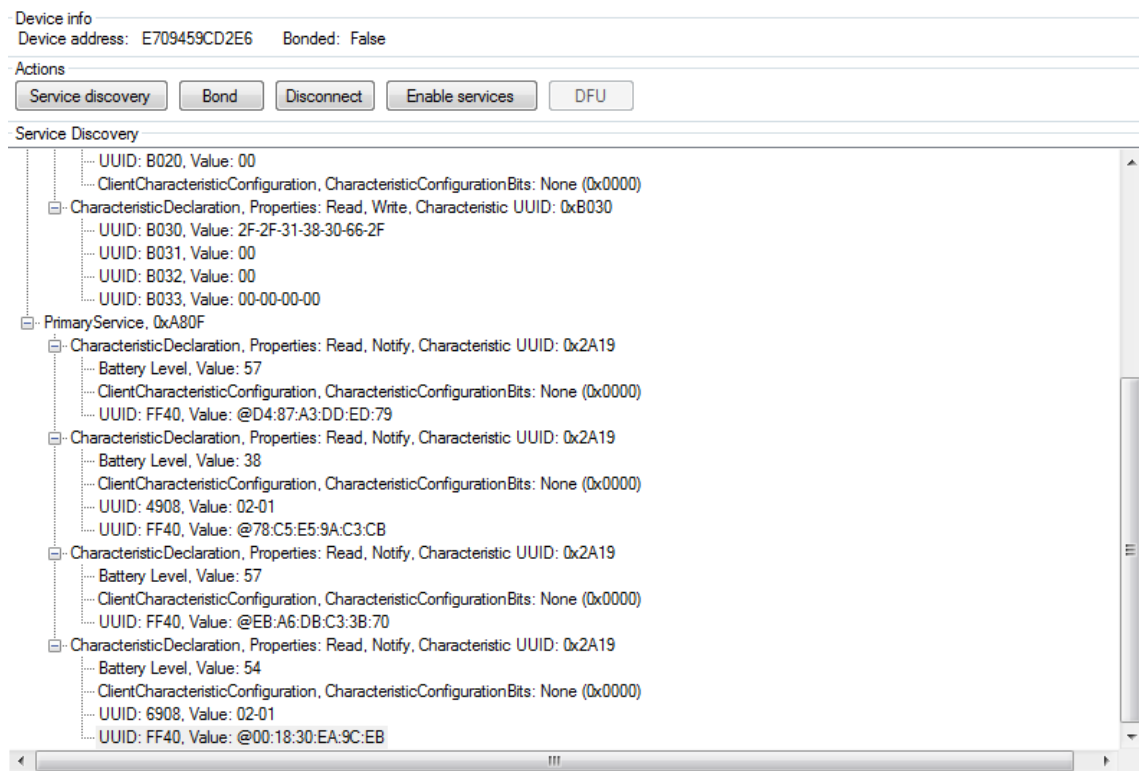 Device info
Device address: E709459CD2E6 Bonded: False
Actions
Service discovery Bond Disconnect Enable services DFU
Service Discovery
UUID: B020, Value: 00
ClientCharacteristicConfiguration, CharacteristicConfigurationBits: None (0x0000)
CharacteristicDeclaration, Properties: Read, Write, Characteristic UUID: 0xB030
UUID: B030, Value: 2F-2F-31-38-30-66-2F
UUID: B031, Value: 00
UUID: B032, Value: 00
UUID: B033, Value: 00-00-00-00
PrimaryService, 0xA80F
CharacteristicDeclaration, Properties: Read, Notify, Characteristic UUID: 0x2A19
Battery Level, Value: 57
ClientCharacteristicConfiguration, CharacteristicConfigurationBits: None (0x0000)
UUID: FF40, Value: @D4:87:A3:DD:ED:79
CharacteristicDeclaration, Properties: Read, Notify, Characteristic UUID: 0x2A19
Battery Level, Value: 38
ClientCharacteristicConfiguration, CharacteristicConfigurationBits: None (0x0000)
UUID: 4908, Value: 02-01
UUID: FF40, Value: @78:C5:E5:9A:C3:CB
CharacteristicDeclaration, Properties: Read, Notify, Characteristic UUID: 0x2A19
Battery Level, Value: 57
ClientCharacteristicConfiguration, CharacteristicConfigurationBits: None (0x0000)
UUID: FF40, Value: @EB:A6:DB:C3:3B:70
CharacteristicDeclaration, Properties: Read, Notify, Characteristic UUID: 0x2A19
Battery Level, Value: 54
ClientCharacteristicConfiguration, CharacteristicConfigurationBits: None (0x0000)
UUID: 6908, Value: 02-01
UUID: FF40, Value: @00:18:30:EA:9C:EB